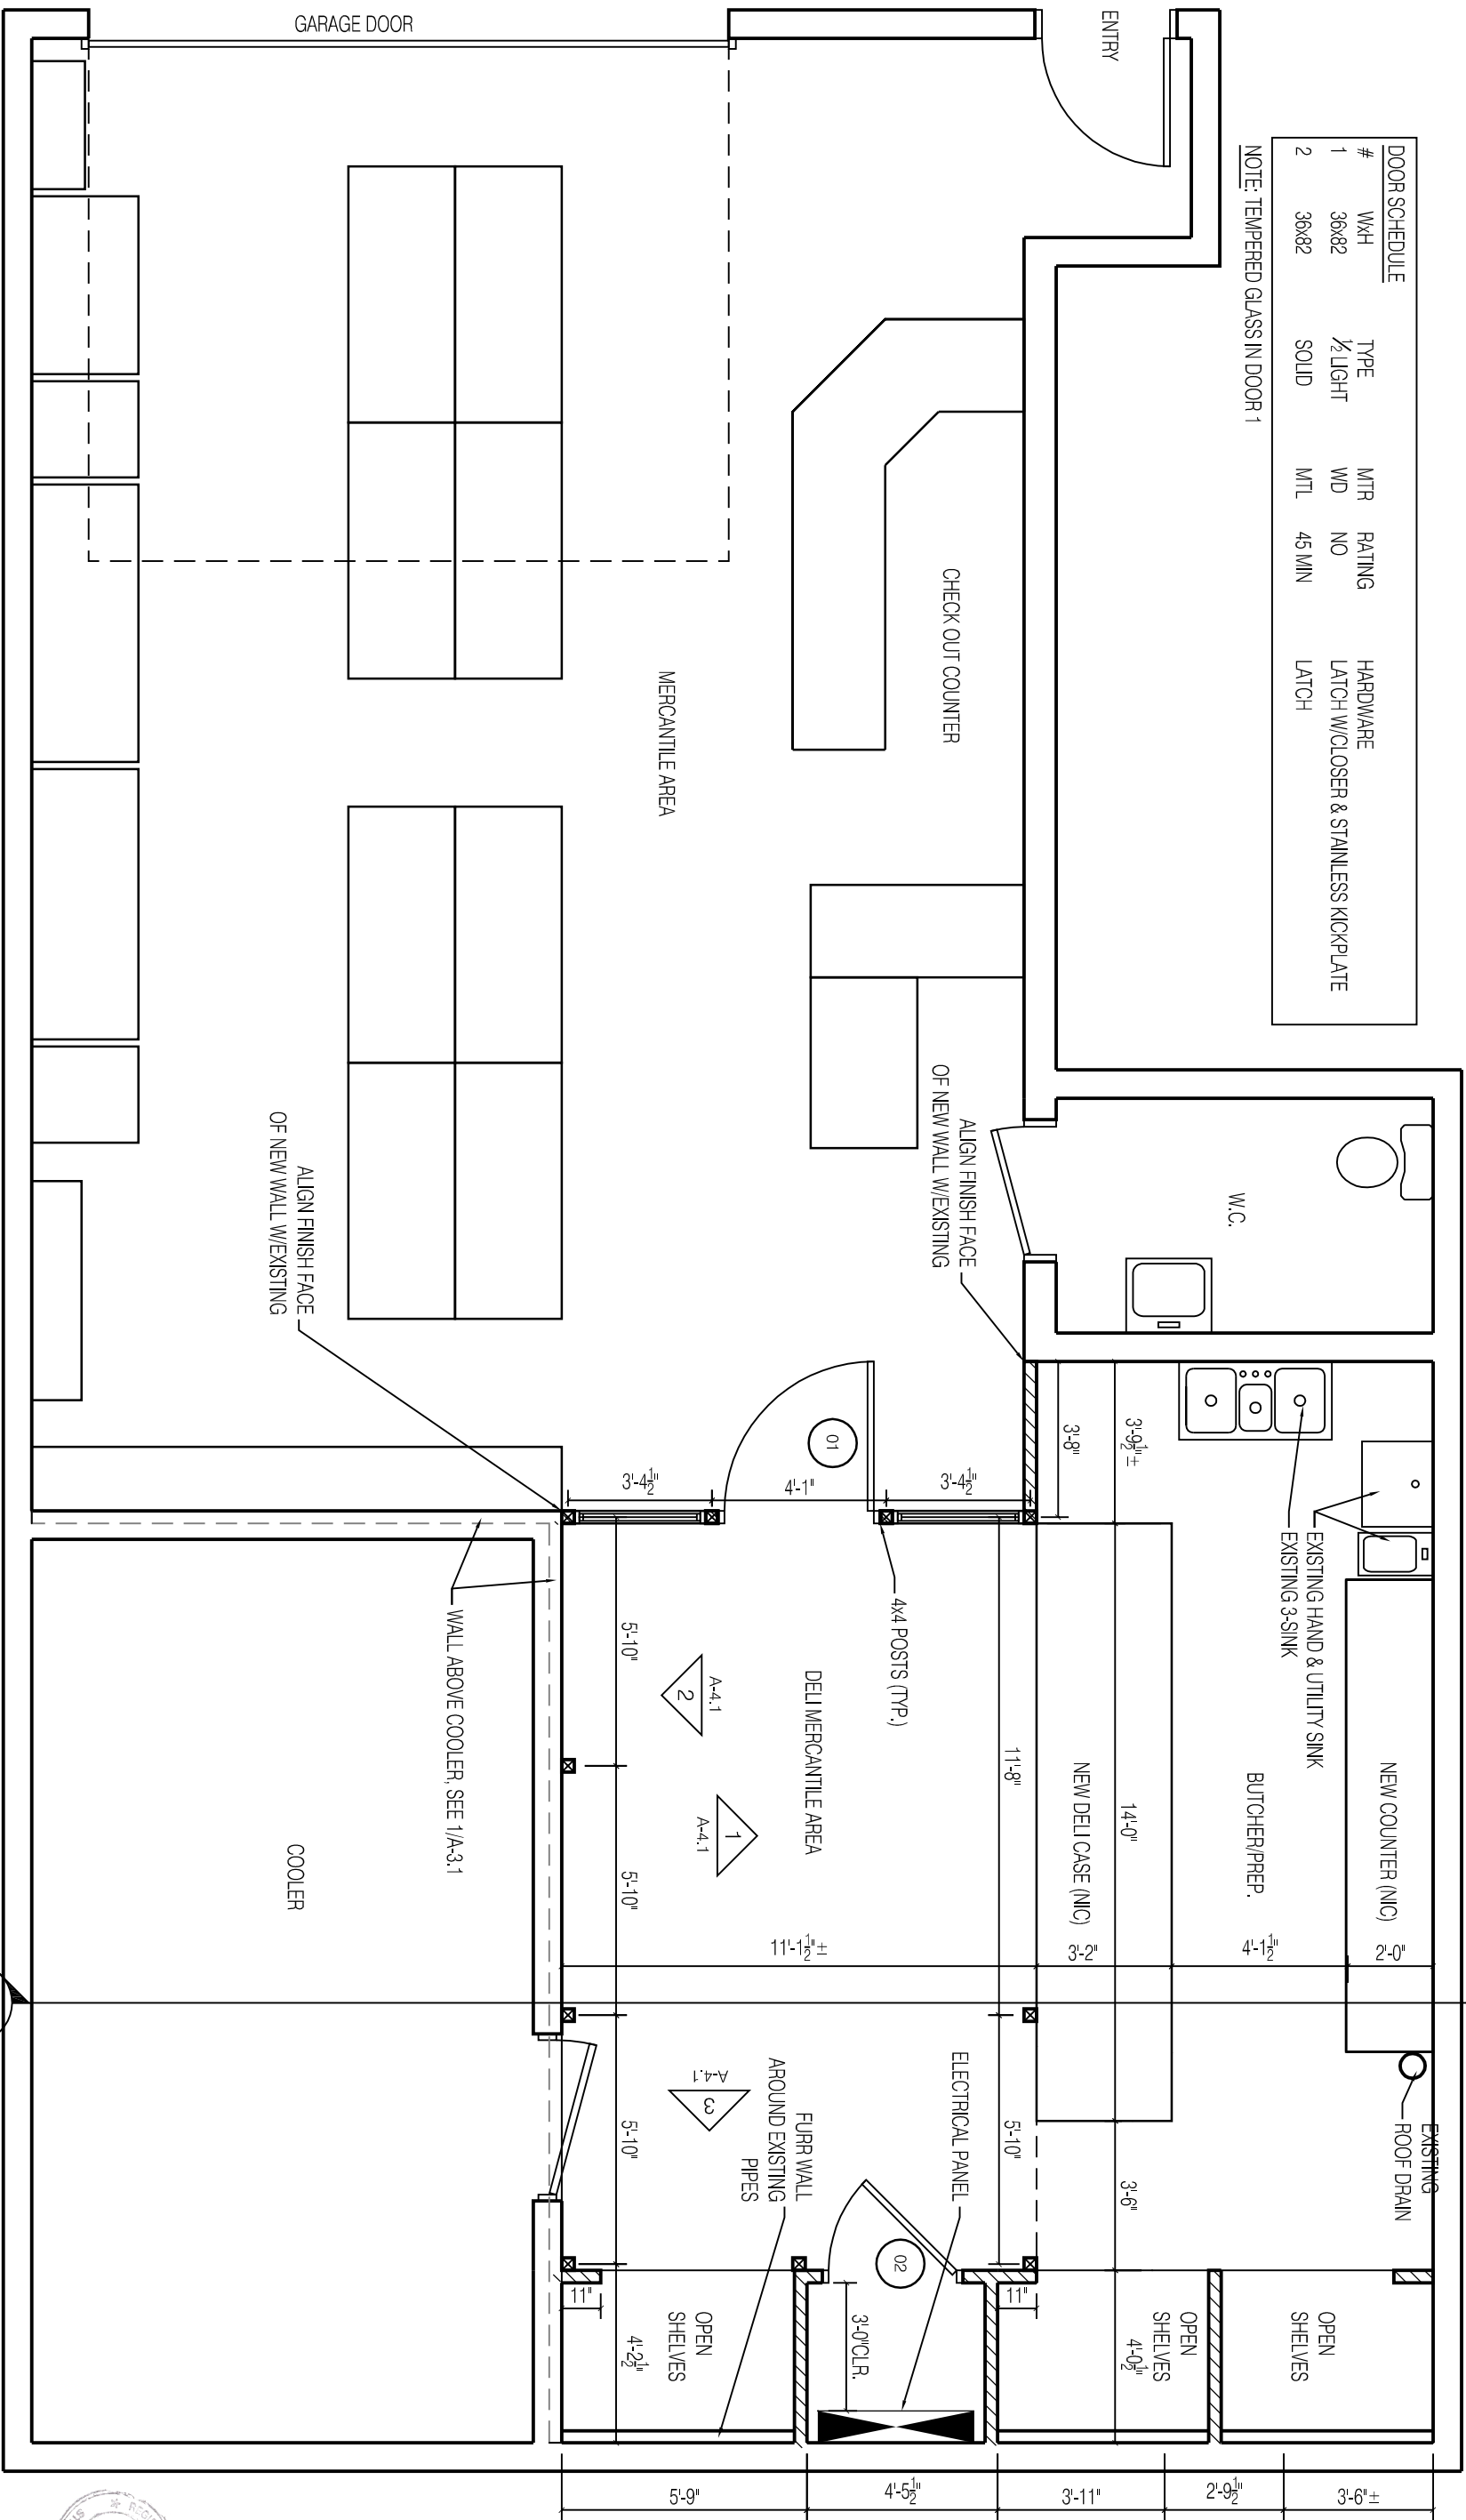 DOOR SCHEDULE
# WxH TYPE MTR RATING HARDWARE
1 36x82 ½ LIGHT WD NO LATCH W/CLOSER & STAINLESS KICKPLATE
2 36x82 SOLID MTL 45 MIN LATCH
NOTE: TEMPERED GLASS IN DOOR 1
ENTRY
GARAGE DOOR
CHECK OUT COUNTER
MERCANTILE AREA
W.C.
ALIGN FINISH FACE
OF NEW WALL W/EXISTING
ALIGN FINISH FACE
OF NEW WALL W/EXISTING
EXISTING HAND & UTILITY SINK
EXISTING 3-SINK
NEW COUNTER (NIC)
BUTCHER/PREP.
NEW DELI CASE (NIC)
EXISTING
ROOF DRAIN
3'-9½"±
14'-0"
3'-6"
4'-0½"
3'-8"
11'-8"
5'-10"
3'-4½"
4'-1"
3'-4½"
01
4x4 POSTS (TYP.)
DELI MERCANTILE AREA
2
A-4.1
1
A-4.1
3
A-4.1
2'-0"
4'-1½"
3'-2"
11'-1½"±
5'-10"
5'-10"
5'-10"
4'-2½"
WALL ABOVE COOLER, SEE 1/A-3.1
COOLER
ELECTRICAL PANEL
FURR WALL
AROUND EXISTING
PIPES
02
3'-0"CLR.
11"
11"
OPEN
SHELVES
OPEN
SHELVES
OPEN
SHELVES
3'-6"±
2'-9½"
3'-11"
4'-5½"
5'-9"